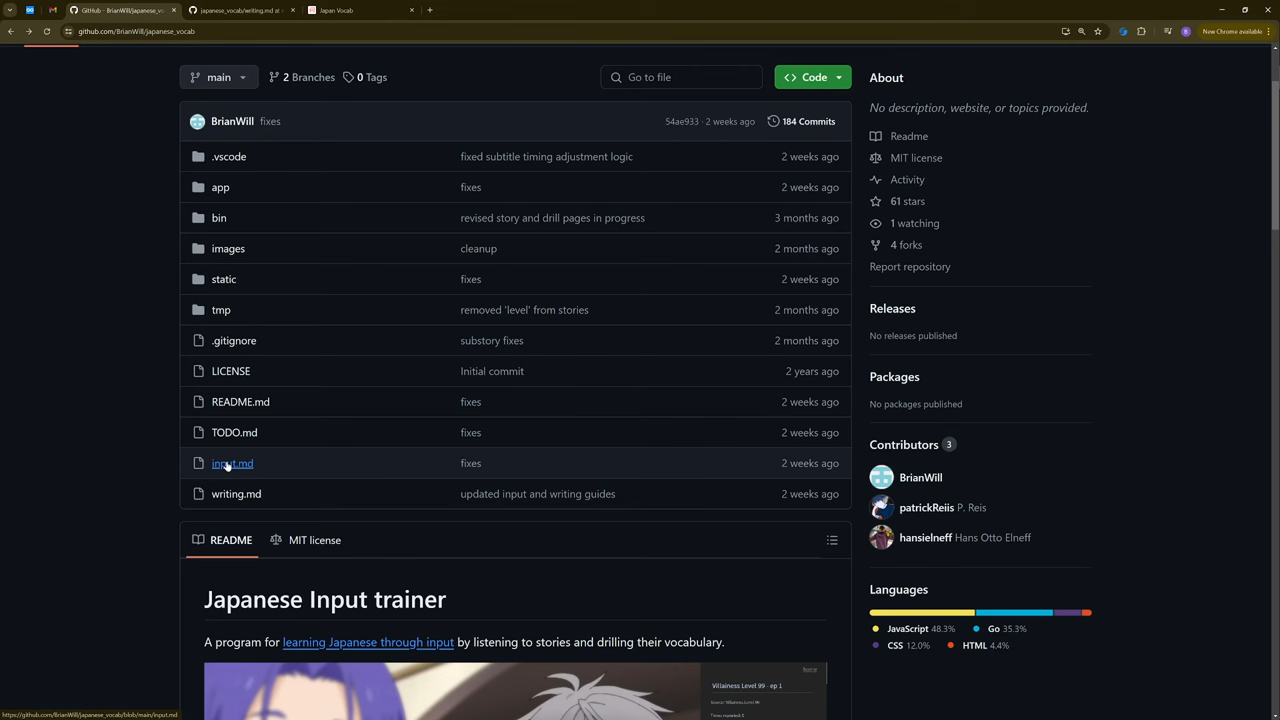 GitHub - BrianWill/japanese_v
japanese_vocab/writing.md at
Japan Vocab
github.com/BrianWill/japanese_vocab
New Chrome available
main
2 Branches
0 Tags
Go to file
Code
BrianWill fixes
54ae933 · 2 weeks ago
184 Commits
.vscode fixed subtitle timing adjustment logic 2 weeks ago
app fixes 2 weeks ago
bin revised story and drill pages in progress 3 months ago
images cleanup 2 months ago
static fixes 2 weeks ago
tmp removed 'level' from stories 2 months ago
.gitignore substory fixes 2 months ago
LICENSE Initial commit 2 years ago
README.md fixes 2 weeks ago
TODO.md fixes 2 weeks ago
input.md fixes 2 weeks ago
writing.md updated input and writing guides 2 weeks ago
README
MIT license
Japanese Input trainer
A program for learning Japanese through input by listening to stories and drilling their vocabulary.
Villainess Level 99 - ep 1
About
No description, website, or topics provided.
Readme
MIT license
Activity
61 stars
1 watching
4 forks
Report repository
Releases
No releases published
Packages
No packages published
Contributors 3
BrianWill
patrickReiis P. Reis
hansielneff Hans Otto Elneff
Languages
JavaScript 48.3% Go 35.3%
CSS 12.0% HTML 4.4%
https://github.com/BrianWill/japanese_vocab/blob/main/input.md